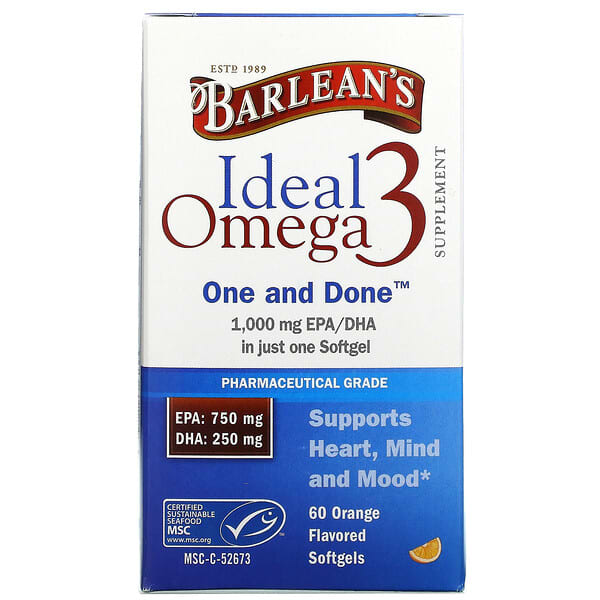 ESTD 1989
BARLEAN'S
Ideal
Omega3
SUPPLEMENT
One and Done™
1,000 mg EPA/DHA
in just one Softgel
PHARMACEUTICAL GRADE
EPA: 750 mg
DHA: 250 mg
Supports
Heart, Mind
and Mood*
CERTIFIED
SUSTAINABLE
SEAFOOD
MSC
www.msc.org
™
MSC-C-52673
60 Orange
Flavored
Softgels